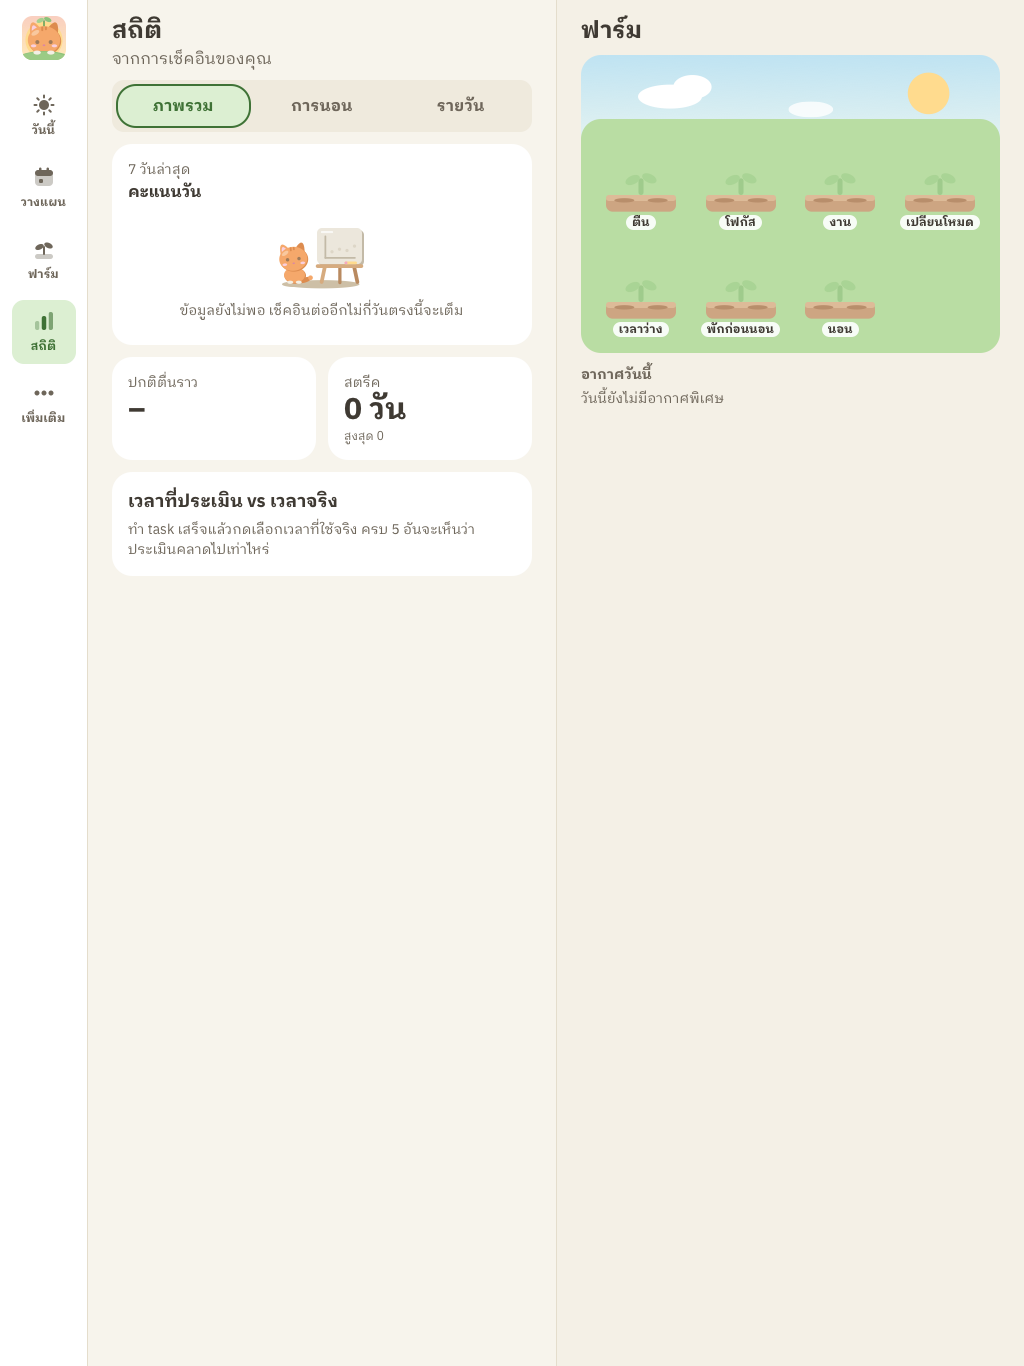 วันนี้
วางแผน
ฟาร์ม
สถิติ
เพิ่มเติม
สถิติ
จากการเช็คอินของคุณ
ภาพรวม
การนอน
รายวัน
7 วันล่าสุด
คะแนนวัน
ข้อมูลยังไม่พอ เช็คอินต่ออีกไม่กี่วันตรงนี้จะเต็ม
ปกติตื่นราว
–
สตรีค
0 วัน
สูงสุด 0
เวลาที่ประเมิน vs เวลาจริง
ทำ task เสร็จแล้วกดเลือกเวลาที่ใช้จริง ครบ 5 อันจะเห็นว่า
ประเมินคลาดไปเท่าไหร่
ฟาร์ม
ตื่น
โฟกัส
งาน
เปลี่ยนโหมด
เวลาว่าง
พักก่อนนอน
นอน
อากาศวันนี้
วันนี้ยังไม่มีอากาศพิเศษ